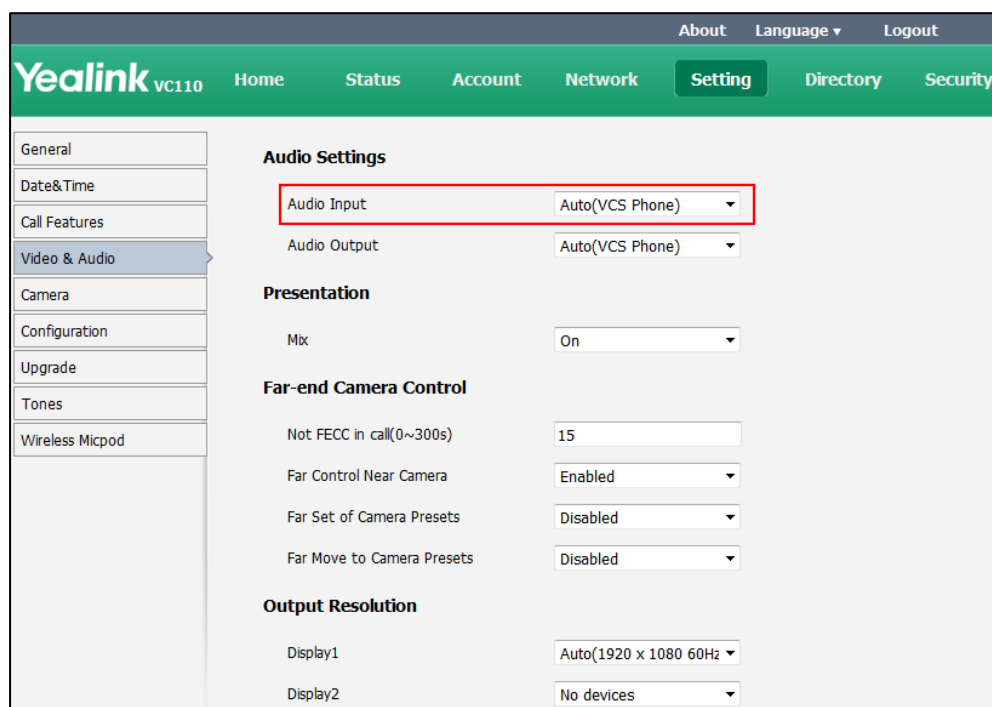 About Language ▾ Logout
Yealink VC110 Home Status Account Network Setting Directory Security
General
Date&Time
Call Features
Video & Audio
Camera
Configuration
Upgrade
Tones
Wireless Micpod
Audio Settings
Audio Input Auto(VCS Phone)
Audio Output Auto(VCS Phone)
Presentation
Mix On
Far-end Camera Control
Not FECC in call(0~300s) 15
Far Control Near Camera Enabled
Far Set of Camera Presets Disabled
Far Move to Camera Presets Disabled
Output Resolution
Display1 Auto(1920 x 1080 60Hz
Display2 No devices